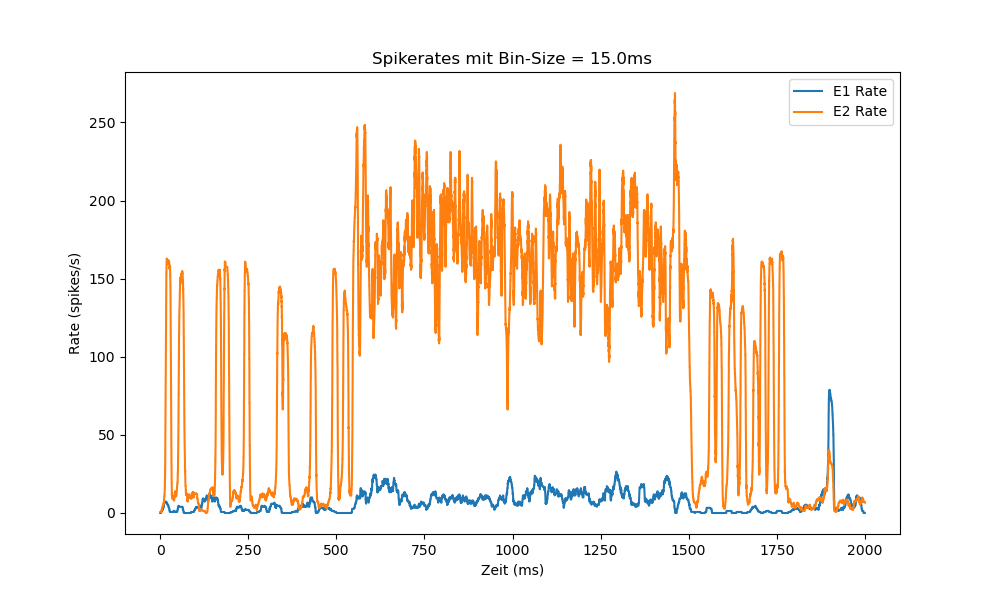 Spikerates mit Bin-Size = 15.0ms
E1 Rate
E2 Rate
Rate (spikes/s)
250
200
150
100
50
0
0 250 500 750 1000 1250 1500 1750 2000
Zeit (ms)